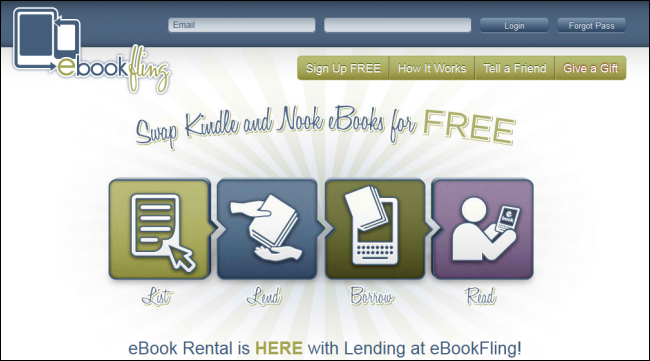 Email Login Forgot Pass
ebookfling
Sign Up FREE How It Works Tell a Friend Give a Gift
Swap Kindle and Nook eBooks for FREE
e book
List Lend Borrow Read
eBook Rental is HERE with Lending at eBookFling!